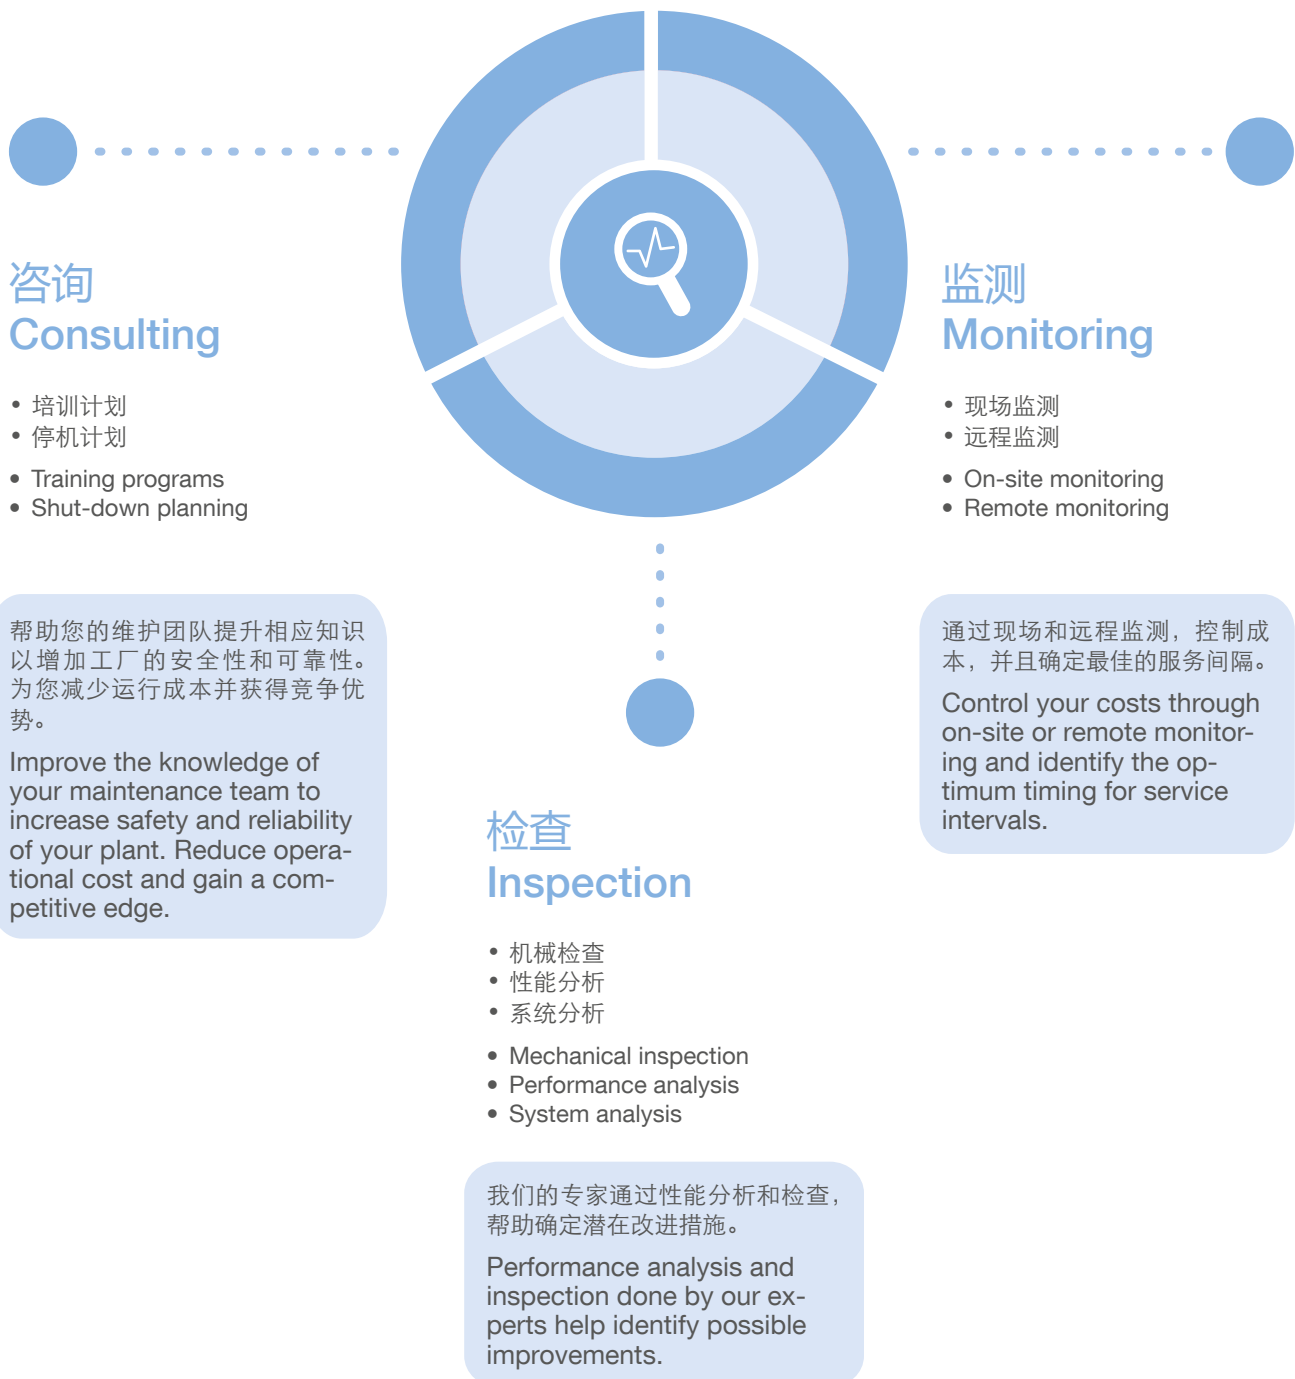 咨询
Consulting
• 培训计划
• 停机计划
• Training programs
• Shut-down planning
帮助您的维护团队提升相应知识
以增加工厂的安全性和可靠性。
为您减少运行成本并获得竞争优
势。
Improve the knowledge of
your maintenance team to
increase safety and reliability
of your plant. Reduce opera-
tional cost and gain a com-
petitive edge.
监测
Monitoring
• 现场监测
• 远程监测
• On-site monitoring
• Remote monitoring
通过现场和远程监测，控制成
本，并且确定最佳的服务间隔。
Control your costs through
on-site or remote monitor-
ing and identify the op-
timum timing for service
intervals.
检查
Inspection
• 机械检查
• 性能分析
• 系统分析
• Mechanical inspection
• Performance analysis
• System analysis
我们的专家通过性能分析和检查，
帮助确定潜在改进措施。
Performance analysis and
inspection done by our ex-
perts help identify possible
improvements.